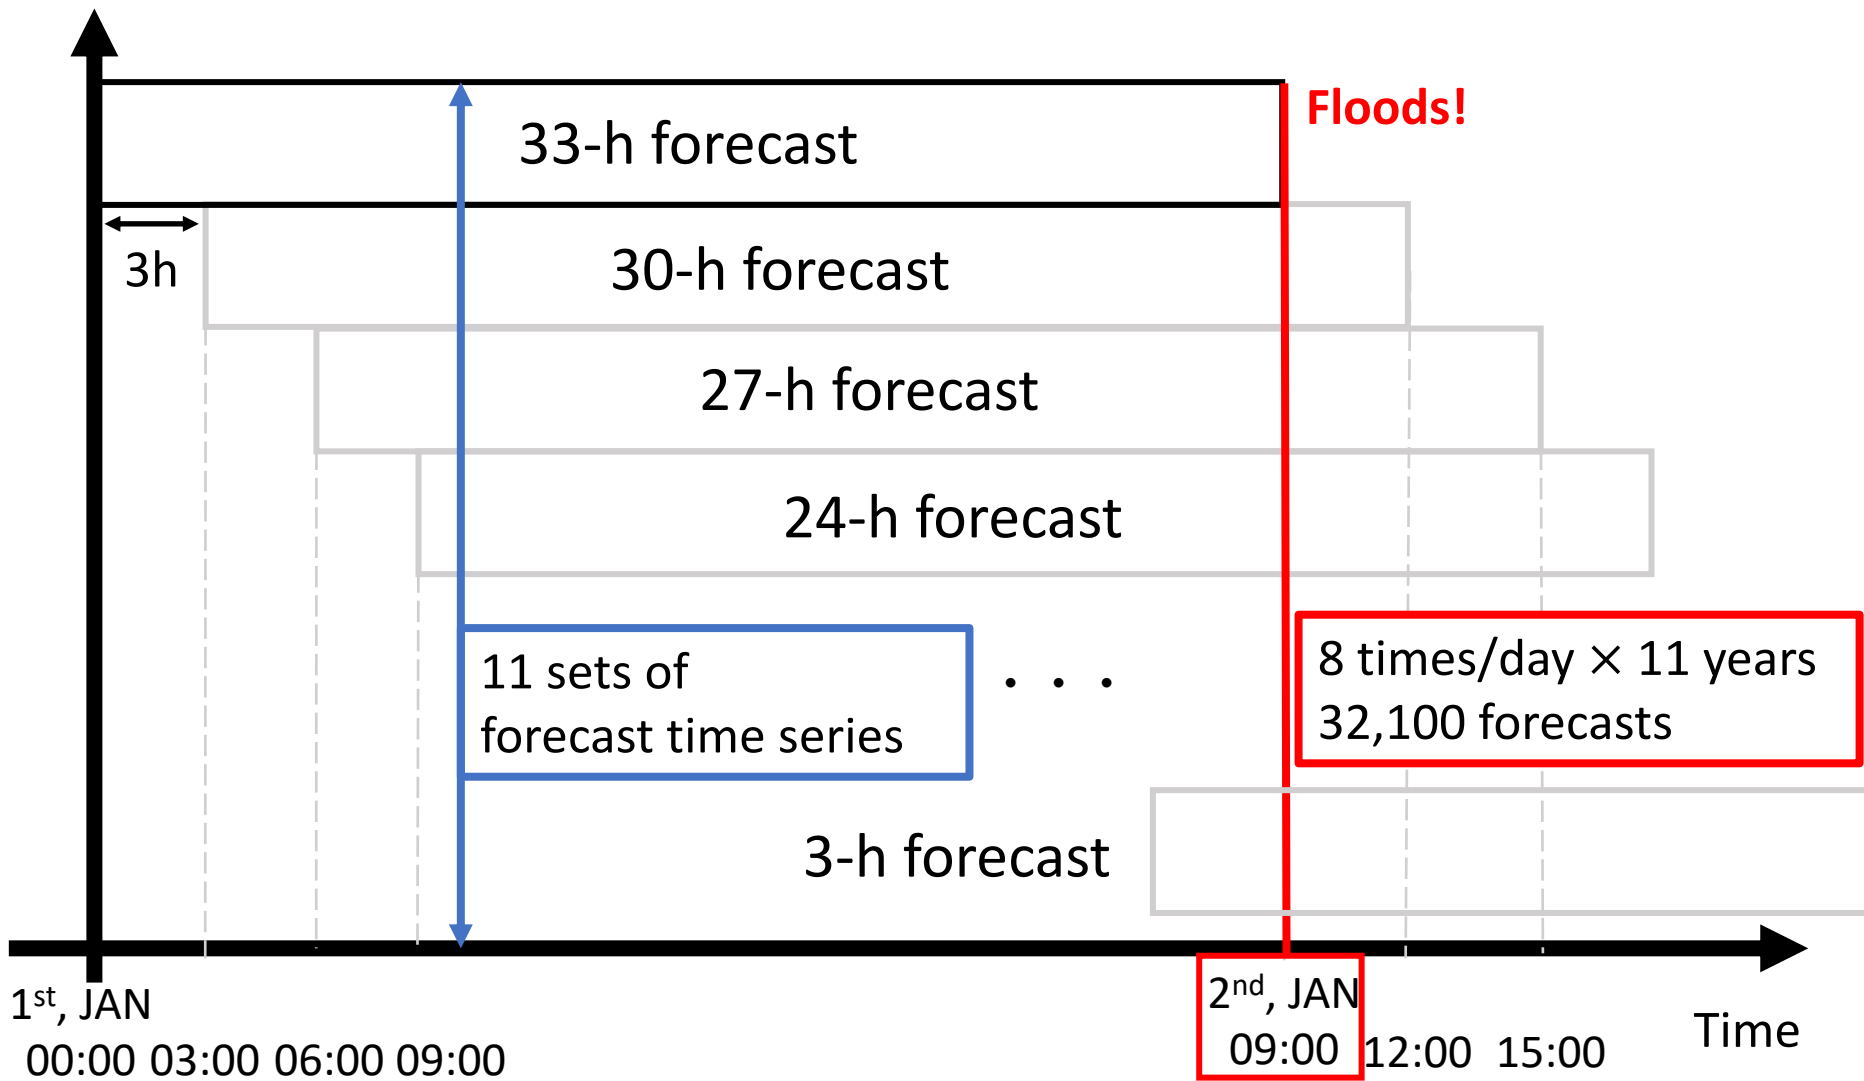 Floods!
33-h forecast
3h
30-h forecast
27-h forecast
24-h forecast
11 sets of
forecast time series
. . .
8 times/day × 11 years
32,100 forecasts
3-h forecast
1st, JAN
00:00 03:00 06:00 09:00
2nd, JAN
09:00
12:00 15:00
Time